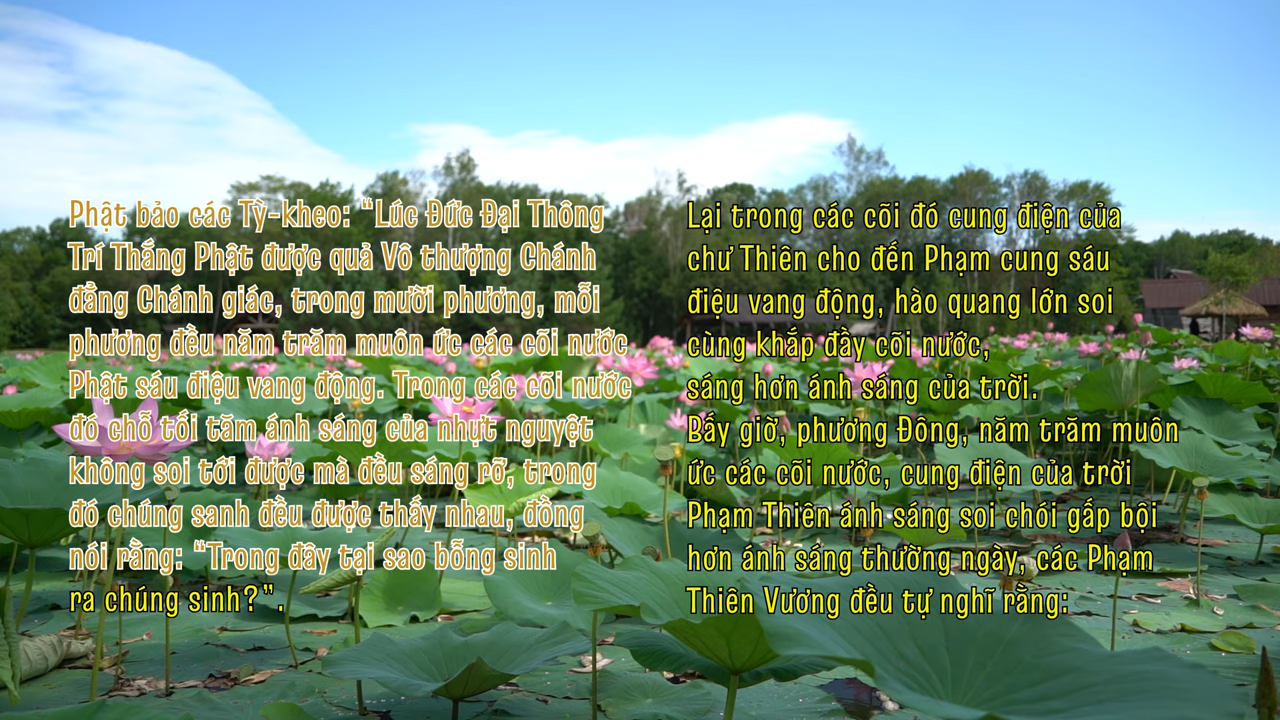 Phật bảo các Tỳ-kheo: “Lúc Đức Đại Thông
Trí Thắng Phật được quả Vô thượng Chánh
đẳng Chánh giác, trong mười phương, mỗi
phương đều năm trăm muôn ức các cõi nước
Phật sáu điệu vang động. Trong các cõi nước
đó chỗ tối tăm ánh sáng của nhựt nguyệt
không soi tới được mà đều sáng rỡ, trong
đó chúng sanh đều được thấy nhau, đồng
nói rằng: “Trong đây tại sao bỗng sinh
ra chúng sinh?”.
Lại trong các cõi đó cung điện của
chư Thiên cho đến Phạm cung sáu
điệu vang động, hào quang lớn soi
cùng khắp đầy cõi nước,
sáng hơn ánh sáng của trời.
Bấy giờ, phương Đông, năm trăm muôn
ức các cõi nước, cung điện của trời
Phạm Thiên ánh sáng soi chói gấp bội
hơn ánh sáng thường ngày, các Phạm
Thiên Vương đều tự nghĩ rằng: